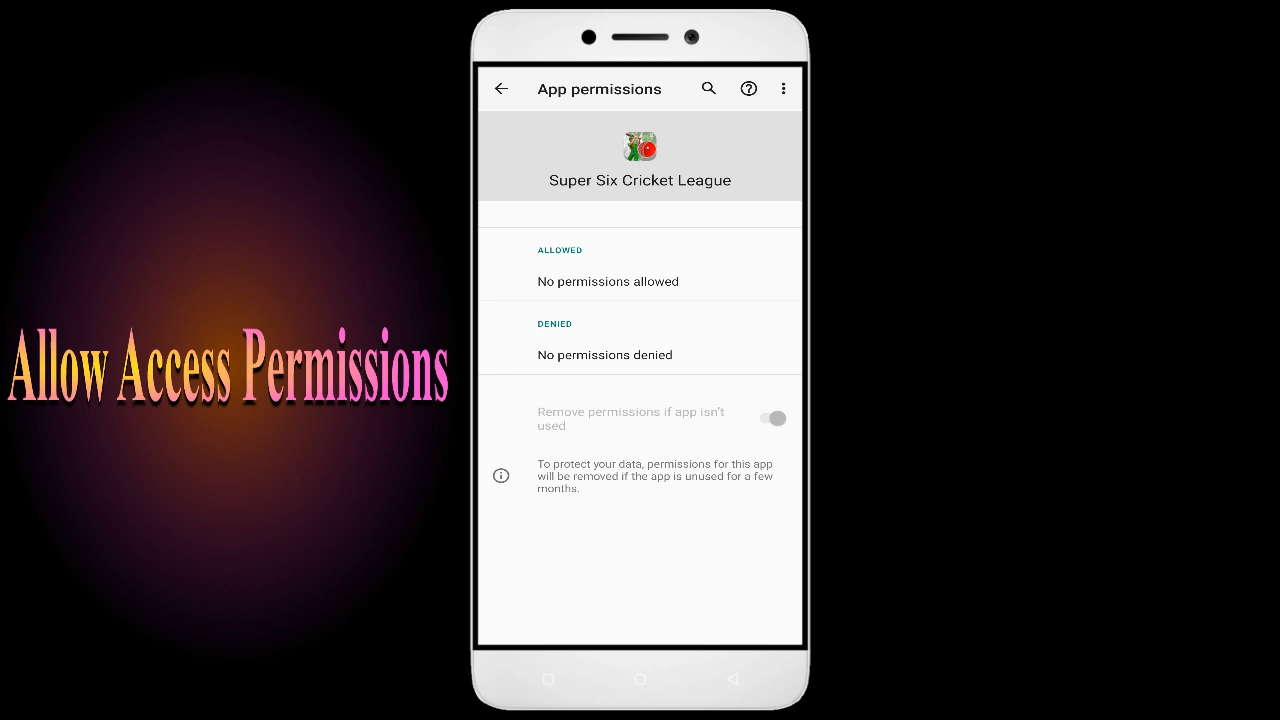 Allow Access Permissions
App permissions
Super Six Cricket League
ALLOWED
No permissions allowed
DENIED
No permissions denied
Remove permissions if app isn't
used
To protect your data, permissions for this app
will be removed if the app is unused for a few
months.